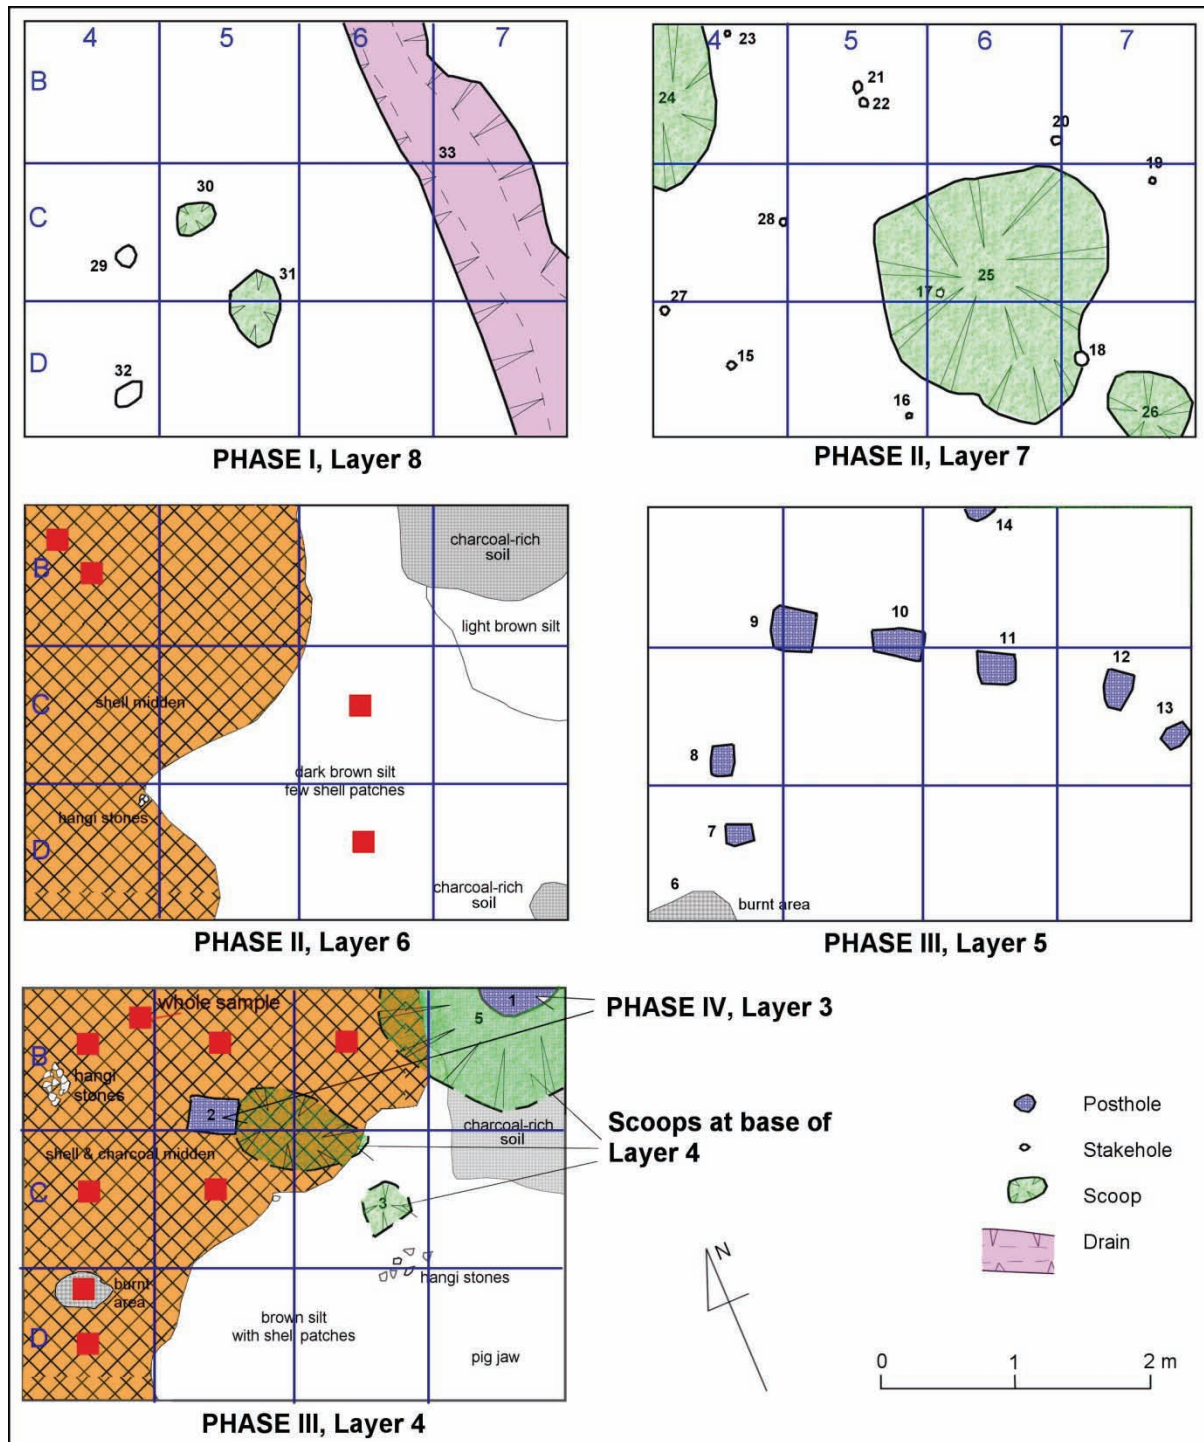 4 5 6 7
B
C
D
33
30
29
31
32
PHASE I, Layer 8
4 5 6 7
23
24
21
22
20
19
28
25
17
27
15
18
16
26
PHASE II, Layer 7
B
C
D
charcoal-rich
soil
light brown silt
shell midden
dark brown silt
few shell patches
hangi stones
charcoal-rich
soil
PHASE II, Layer 6
14
9
10
11
12
13
8
7
6
burnt area
PHASE III, Layer 5
B
C
D
whole sample
1
5
hangi
stones
2
charcoal-rich
soil
shell & charcoal midden
3
hangi stones
burnt
area
brown silt
with shell patches
pig jaw
PHASE III, Layer 4
PHASE IV, Layer 3
Scoops at base of
Layer 4
Posthole
Stakehole
Scoop
Drain
N
0 1 2 m